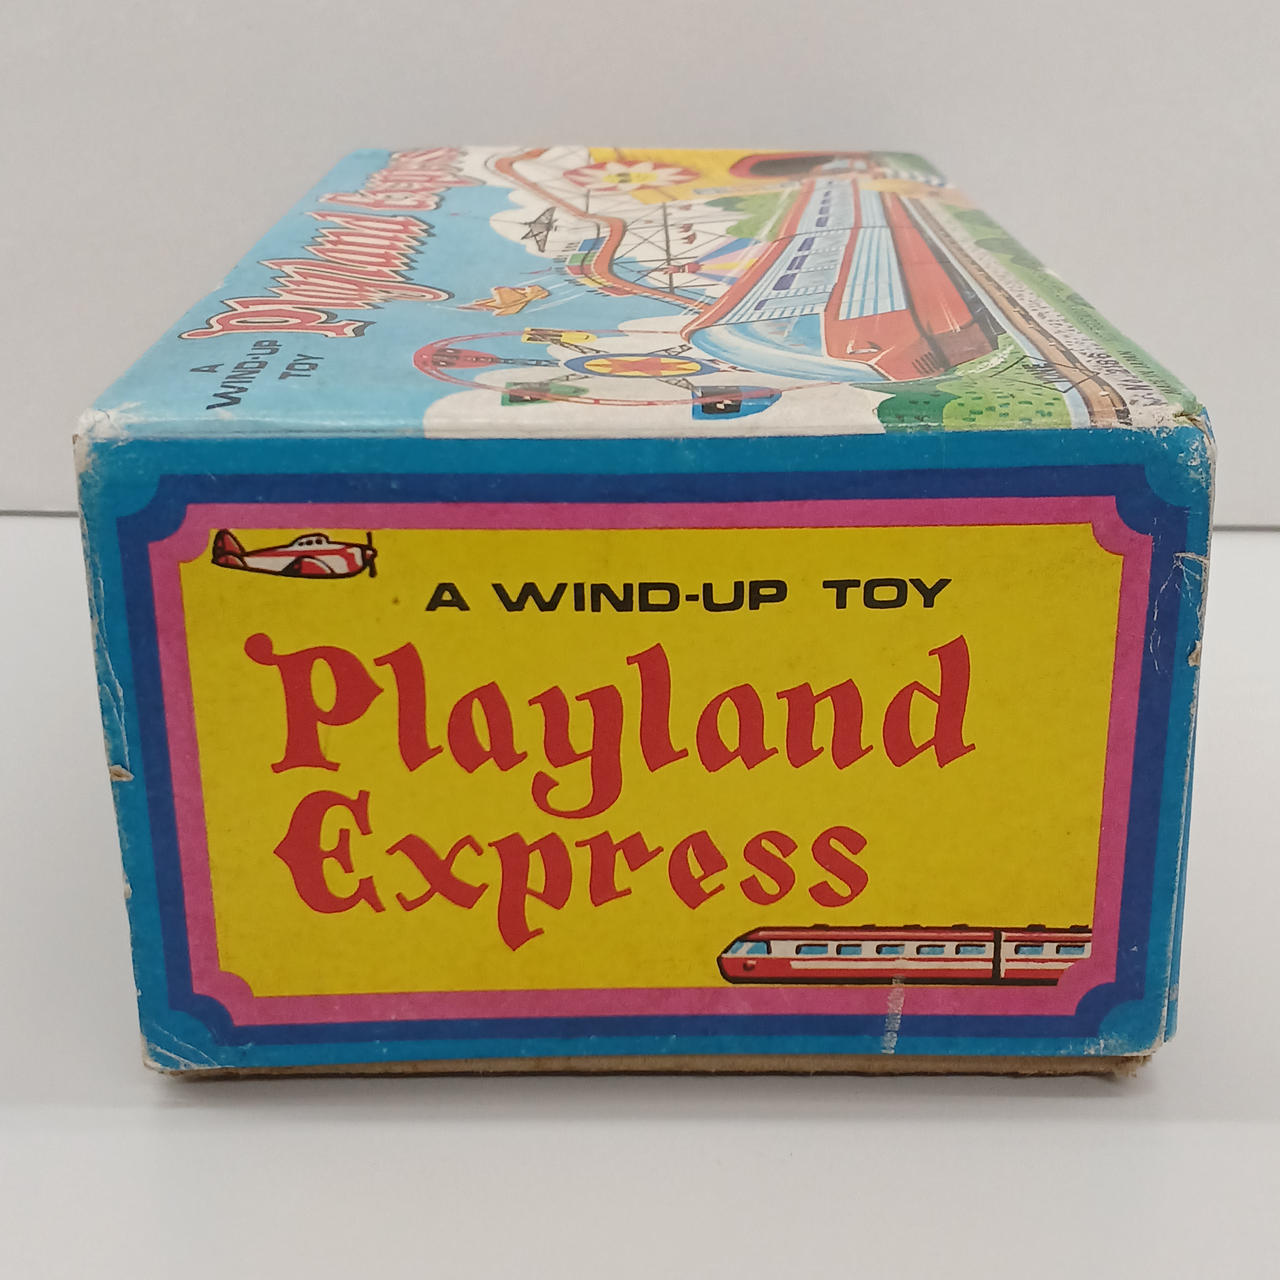 Playland Express
A
WIND-UP
TOY
A WIND-UP TOY
Playland
Express